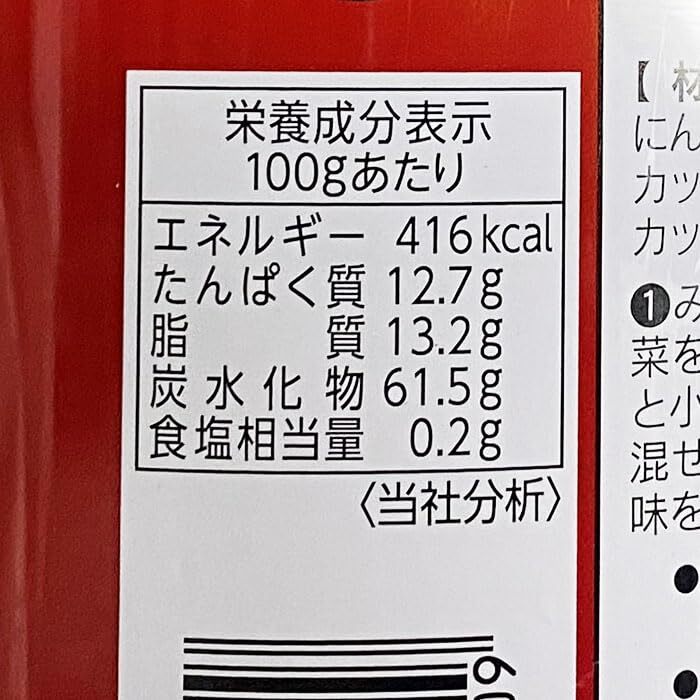 栄養成分表示
100gあたり
エネルギー 416kcal
たんぱく質 12.7g
脂質 13.2g
炭水化物 61.5g
食塩相当量 0.2g
〈当社分析〉
【材
にん
カッ
カッ
❶み
菜を
と小
混ぜ
味を